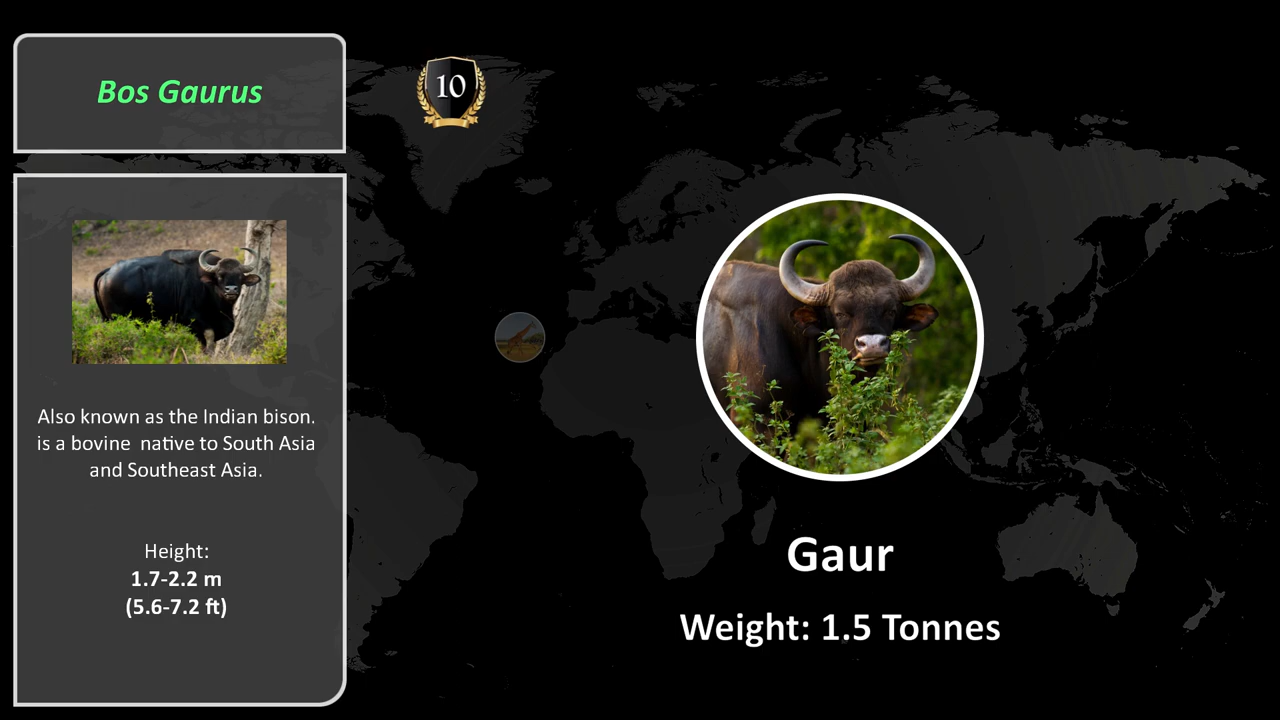 Bos Gaurus
10
Also known as the Indian bison.
is a bovine  native to South Asia
and Southeast Asia.
Height:
1.7-2.2 m
(5.6-7.2 ft)
Gaur
Weight: 1.5 Tonnes